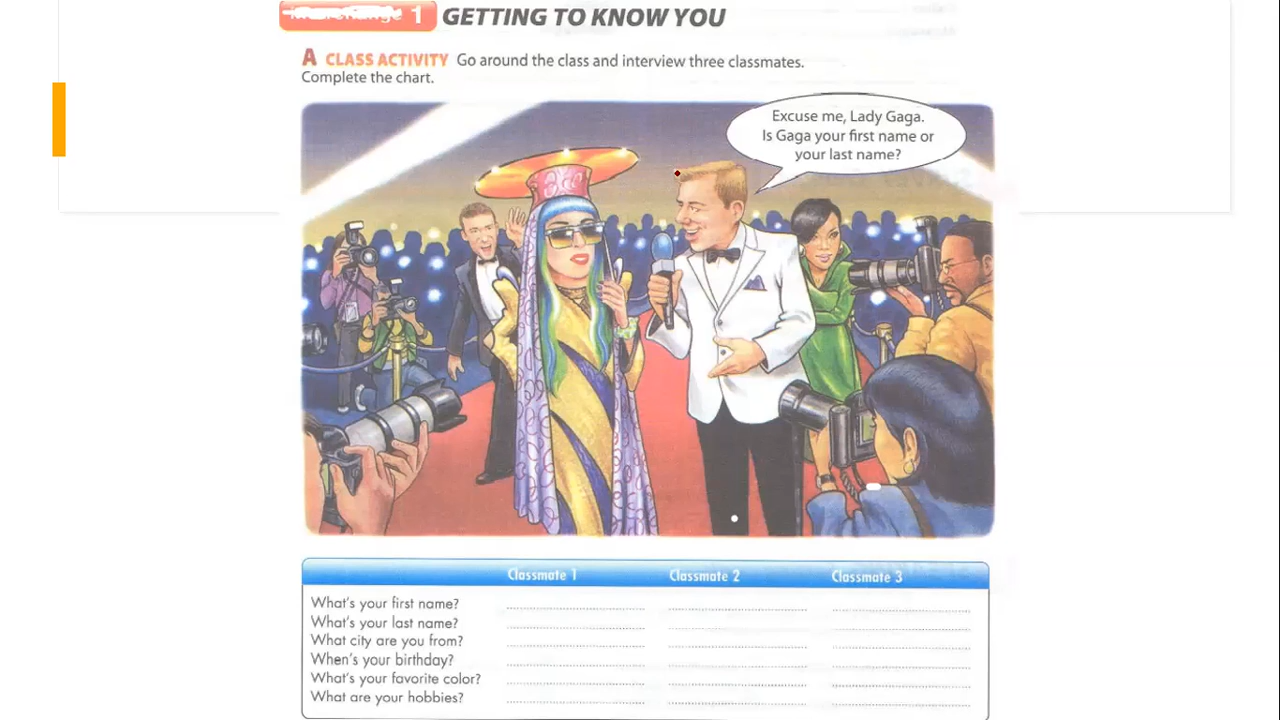 1 GETTING TO KNOW YOU
A CLASS ACTIVITY Go around the class and interview three classmates.
Complete the chart.
Excuse me, Lady Gaga.
Is Gaga your first name or
your last name?
Classmate 1 Classmate 2 Classmate 3
What's your first name?
What's your last name?
What city are you from?
When's your birthday?
What's your favorite color?
What are your hobbies?